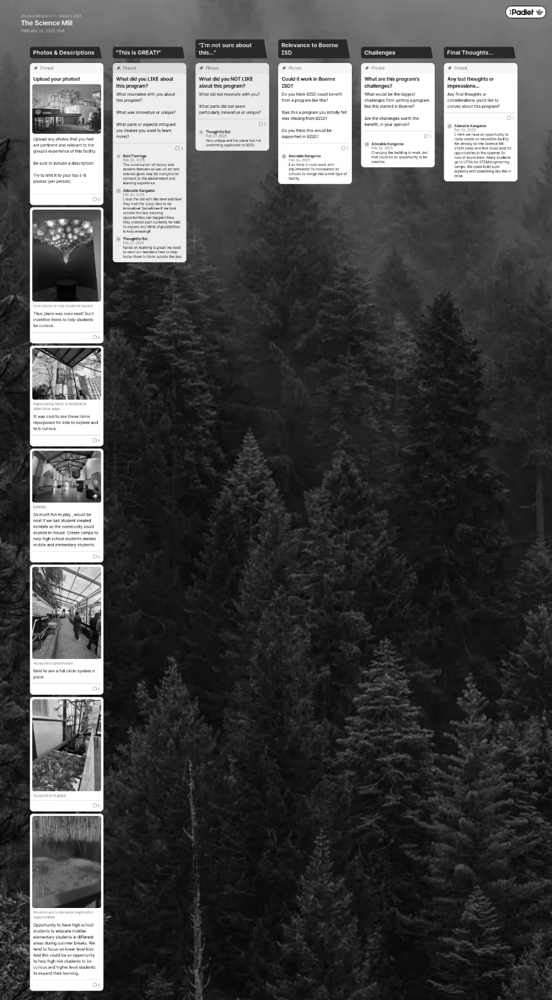 pfluserarchitects + 1 • March 1, 2025
The Science Mill
February 26, 2025 Visit
:Padlet
Photos & Descriptions
Pinned
Upload your photos!
Upload any photos that you feel
are pertinent and relevant to the
group's experience of this facility.
Be sure to include a description!
Try to limit it to your top 6-8
photos (per person)
0
Cool pieces to help students explore
Thus place was sooo neat! Such
inventive items to help students
be curious.
0
Repurposing items to function in
alternative ways
It was cool to see these items
repurposed for kids to explore and
to b curious.
0
Exhibits
So much fun to play , would be
neat if we had student created
exhibits so the community could
explore in-house. Create camps to
help high school students mentor
middle and elementary students.
0
Aquaponics greenhouse
Nest to see a full circle system in
place.
0
Aquaponics in place
0
Aquatics and underwater exploration
opportunities
Opportunity to have high school
students to educate middle/
elementary students in different
areas during summer breaks. We
tend to focus on lower level kids
And this could be an opportunity
to help high risk students to be
curious and higher level students
to expand their learning.
0
"This is GREAT!"
Pinned
What did you LIKE about
this program?
What resonated with you about
this program?
What was innovative or unique?
What parts or aspects intrigued
you (makes you want to learn
more)?
3
Bold Flamingo
Feb 26, 2025
The combination of history and
modern features as well as art and
science gives way for everyone to
connect to the environment and
learning experience.
Adorable Kangaroo
Feb 26, 2025
I love the old with the new and how
they had this crazy idea to be
innovative! Sometimes if we look
outside the box amazing
opportunities can happen! How
they created such curiosity for kids
to explore and think of possibilities
is truly amazing!!
Thoughtful Eel
Feb 27, 2025
hands on learning is great! we need
to send our teachers here to help
foster them to think outside the box
"I'm not sure about
this..."
Pinned
What did you NOT LIKE
about this program?
What did not resonate with you?
What parts did not seem
particularly innovative or unique?
1
Thoughtful Eel
Feb 27, 2025
Very unique and fun place but not
something applicable to BISD
Relevance to Boerne
ISD
Pinned
Could it work in Boerne
ISD?
Do you think BISD could benefit
from a program like this?
Was this a program you initially felt
was missing from BISD?
Do you think this would be
supported in BISD?
1
Adorable Kangaroo
Feb 26, 2025
I do think it could work with
adjustments! To incorporate all
schools to merge into a new type of
facility.
Challenges
Pinned
What are this program's
challenges?
What would be the biggest
challenges from getting a program
like this started in Boerne?
Are the challenges worth the
benefit, in your opinion?
1
Adorable Kangaroo
Feb 26, 2025
Changing the building to work, but
that could be an opportunity to be
creative.
Final Thoughts...
Pinned
Any last thoughts or
impressions...
Any final thoughts or
considerations you'd like to
convey about this program?
1
Adorable Kangaroo
Feb 26, 2025
I think we have an opportunity to
really create an innovative facility.
We already do the Science Mill
STEM camp and that could lead for
opportunities in the summer for
tons of exploration. Many students
go to UTSA for STEM/engineering
camps. We could build such
explores with something like this in
mind.